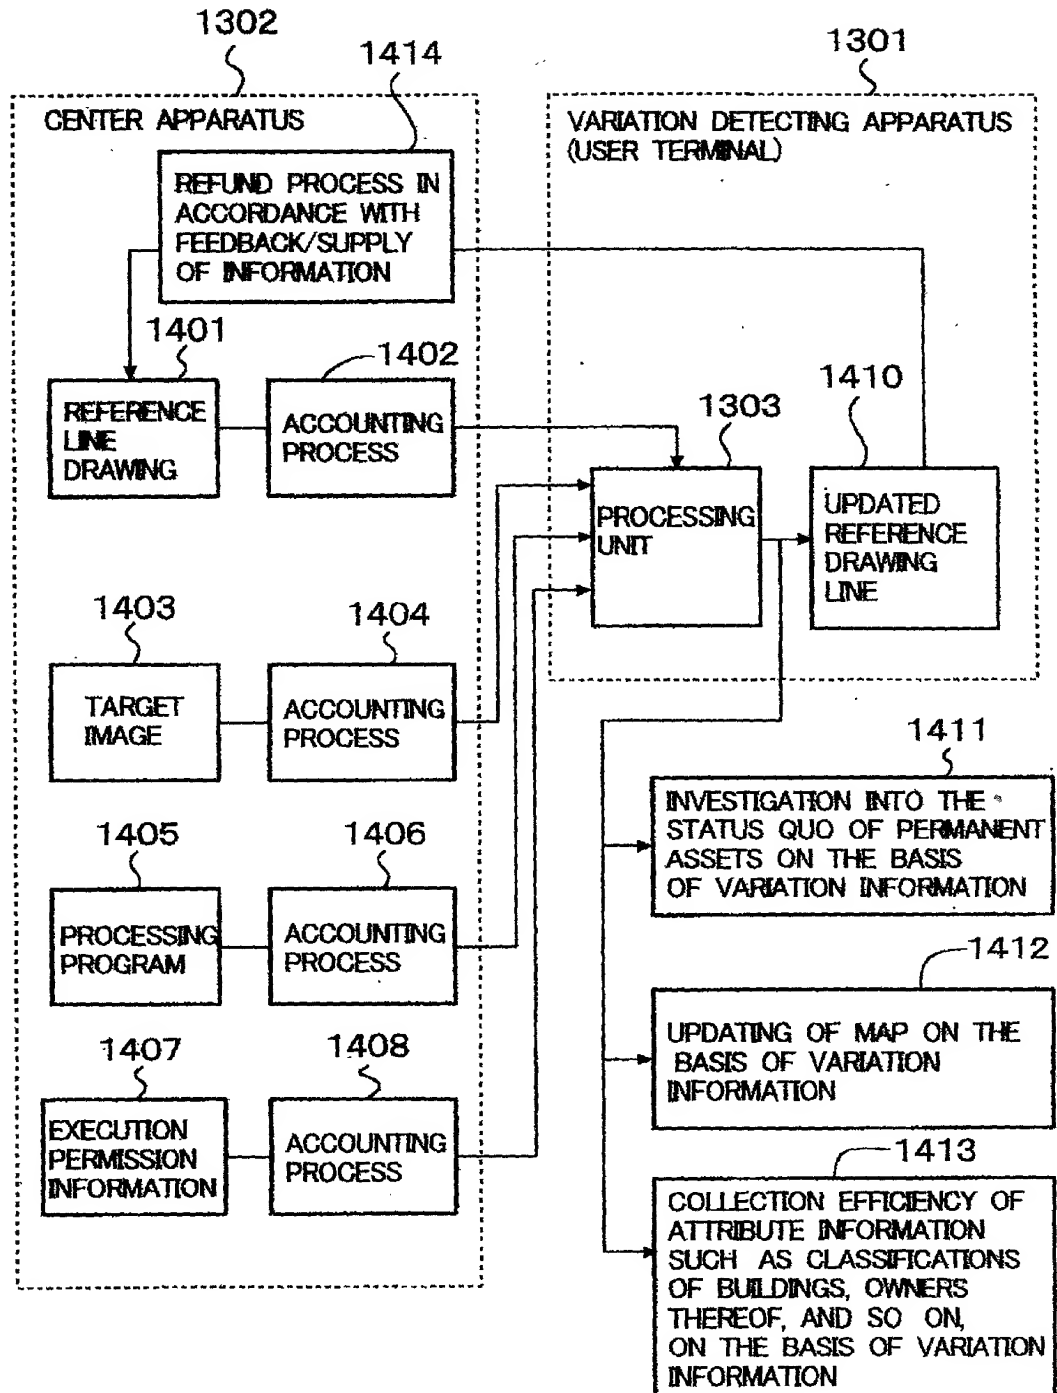 1302
1414
1301
CENTER APPARATUS
VARIATION DETECTING APPARATUS
(USER TERMINAL)
REFUND PROCESS IN
ACCORDANCE WITH
FEEDBACK/SUPPLY
OF INFORMATION
1401
1402
REFERENCE
LINE
DRAWING
ACCOUNTING
PROCESS
1303
1410
PROCESSING
UNIT
UPDATED
REFERENCE
DRAWING
LINE
1403
1404
TARGET
IMAGE
ACCOUNTING
PROCESS
1405
1406
PROCESSING
PROGRAM
ACCOUNTING
PROCESS
1407
1408
EXECUTION
PERMISSION
INFORMATION
ACCOUNTING
PROCESS
1411
INVESTIGATION INTO THE
STATUS QUO OF PERMANENT
ASSETS ON THE BASIS
OF VARIATION INFORMATION
1412
UPDATING OF MAP ON THE
BASIS OF VARIATION
INFORMATION
1413
COLLECTION EFFICIENCY OF
ATTRIBUTE INFORMATION
SUCH AS CLASSIFICATIONS
OF BUILDINGS, OWNERS
THEREOF, AND SO ON,
ON THE BASIS OF VARIATION
INFORMATION